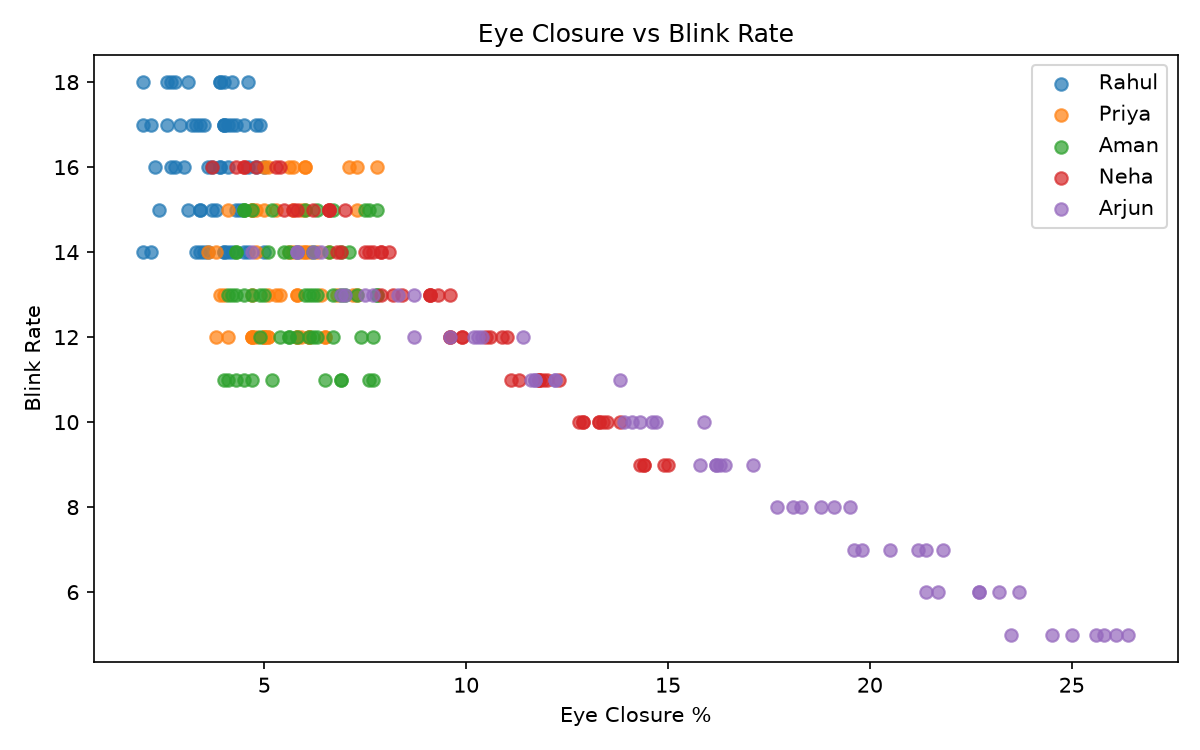 Eye Closure vs Blink Rate
Rahul
Priya
Aman
Neha
Arjun
18
16
14
12
10
8
6
Blink Rate
5
10
15
20
25
Eye Closure %